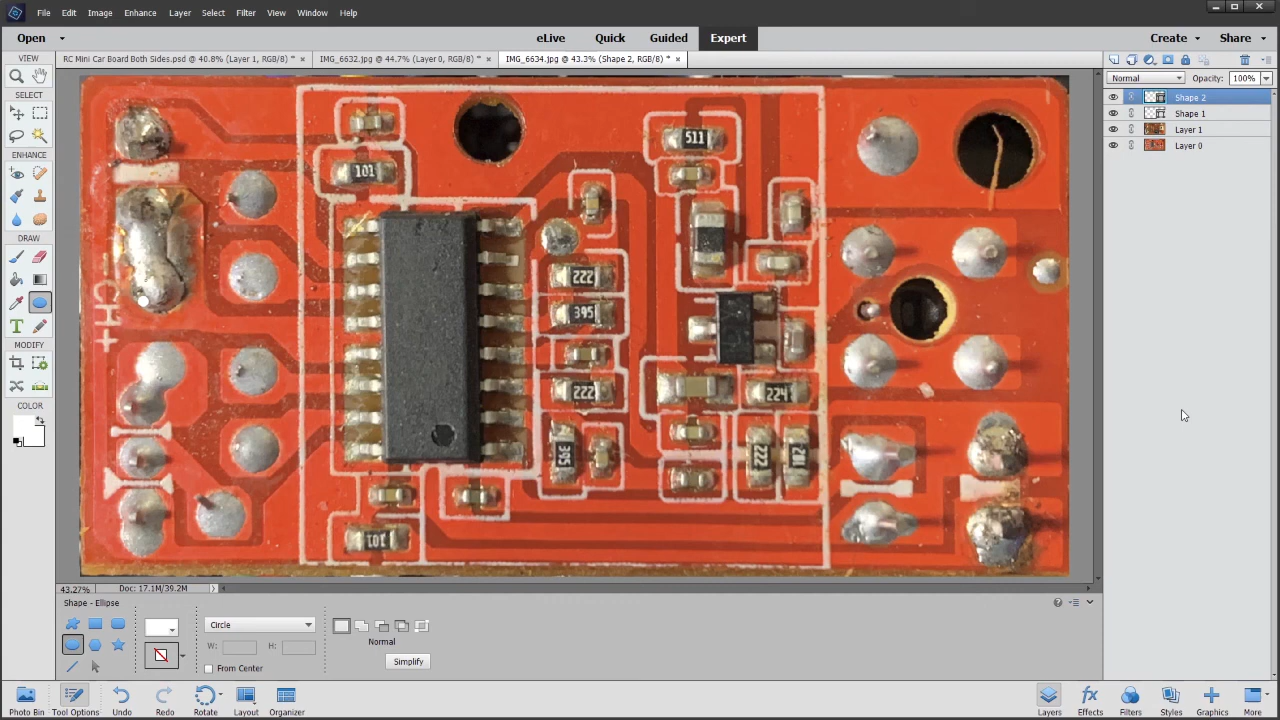 File Edit Image Enhance Layer Select Filter View Window Help
Open eLive Quick Guided Expert Create Share
RC Mini Car Board Both Sides.psd @ 40.8% (Layer 1, RGB/8) * × IMG_6632.jpg @ 44.7% (Layer 0, RGB/8) * × IMG_6634.jpg @ 43.3% (Shape 2, RGB/8) * ×
VIEW
SELECT
ENHANCE
DRAW
MODIFY
COLOR
Normal Opacity: 100%
Shape 2
Shape 1
Layer 1
Layer 0
511
101
222
395
222
224
395
222
182
101
CH+
43.27% Doc: 17.1M/39.2M
Shape - Ellipse
Circle
W: H:
From Center
Normal
Simplify
Photo Bin Tool Options Undo Redo Rotate Layout Organizer Layers Effects Filters Styles Graphics More